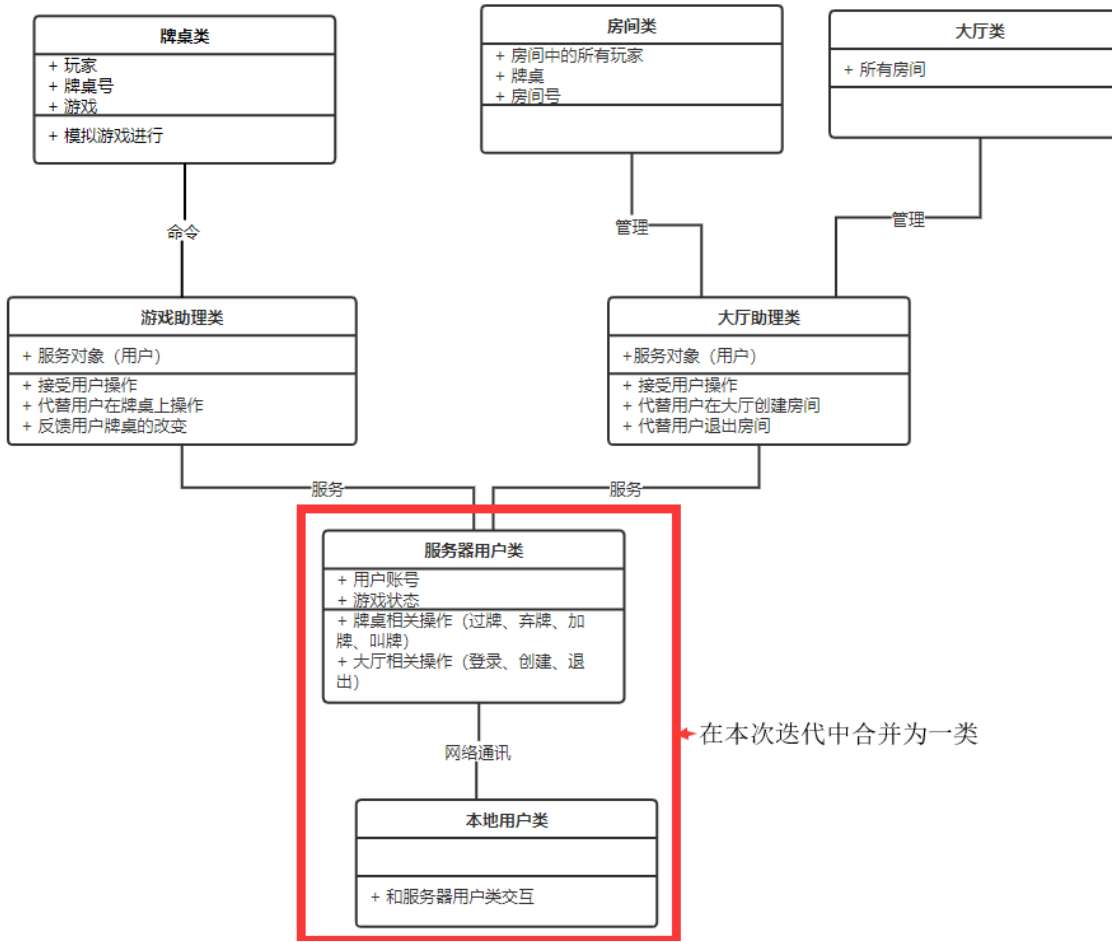 牌桌类
+ 玩家
+ 牌桌号
+ 游戏
+ 模拟游戏进行
房间类
+ 房间中的所有玩家
+ 牌桌
+ 房间号
大厅类
+ 所有房间
命令
管理
管理
游戏助理类
+ 服务对象（用户）
+ 接受用户操作
+ 代替用户在牌桌上操作
+ 反馈用户牌桌的改变
大厅助理类
+服务对象（用户）
+ 接受用户操作
+ 代替用户在大厅创建房间
+ 代替用户退出房间
服务
服务
服务器用户类
+ 用户账号
+ 游戏状态
+ 牌桌相关操作（过牌、弃牌、加
牌、叫牌）
+ 大厅相关操作（登录、创建、退
出）
在本次迭代中合并为一类
网络通讯
本地用户类
+ 和服务器用户类交互